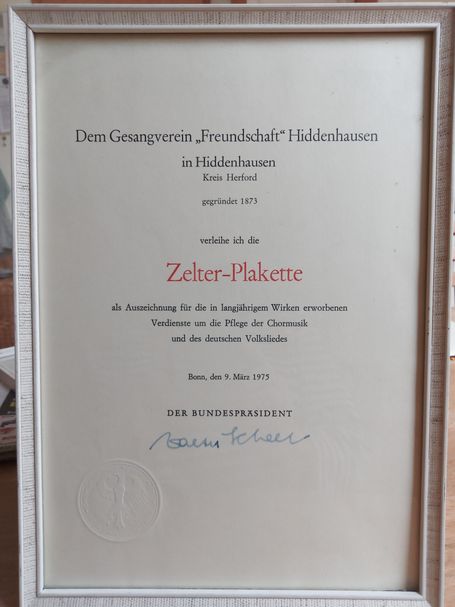 Dem Gesangverein „Freundschaft“ Hiddenhausen
in Hiddenhausen
Kreis Herford
gegründet 1873
verleihe ich die
Zelter-Plakette
als Auszeichnung für die in langjährigem Wirken erworbenen
Verdienste um die Pflege der Chormusik
und des deutschen Volksliedes
Bonn, den 9. März 1975
DER BUNDESPRÄSIDENT
Walter Scheel